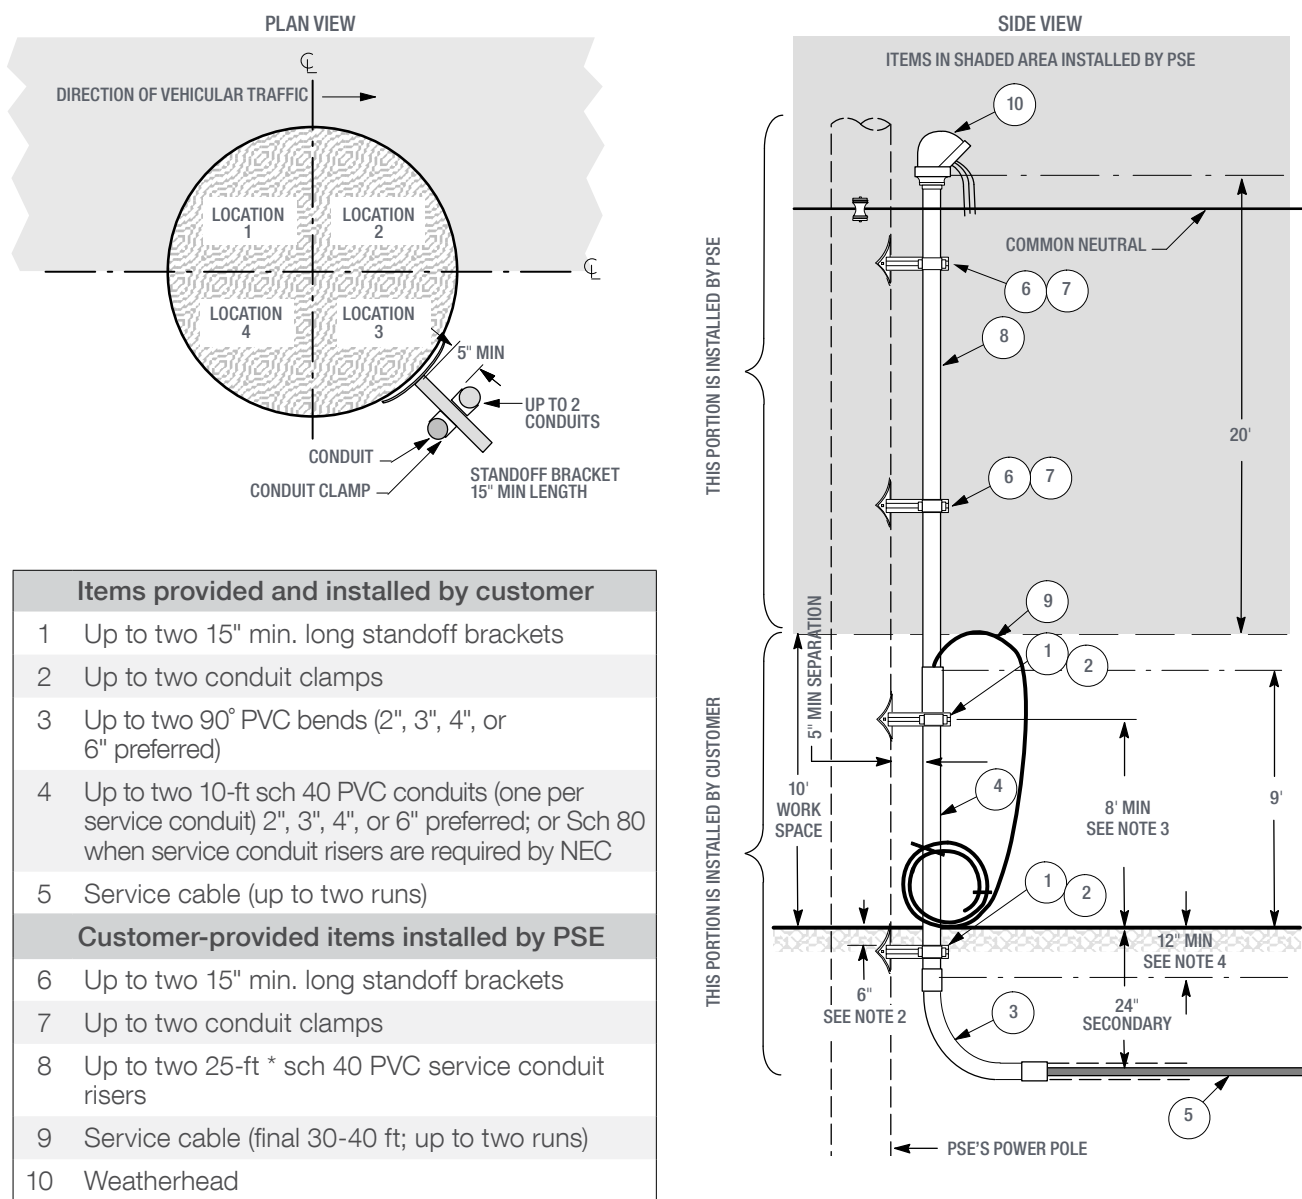 PLAN VIEW
℄
DIRECTION OF VEHICULAR TRAFFIC
LOCATION
1
LOCATION
2
℄
LOCATION
4
LOCATION
3
5" MIN
UP TO 2
CONDUITS
CONDUIT
CONDUIT CLAMP
STANDOFF BRACKET
15" MIN LENGTH
Items provided and installed by customer
1 Up to two 15" min. long standoff brackets
2 Up to two conduit clamps
3 Up to two 90° PVC bends (2", 3", 4", or
6" preferred)
4 Up to two 10-ft sch 40 PVC conduits (one per
service conduit) 2", 3", 4", or 6" preferred; or Sch 80
when service conduit risers are required by NEC
5 Service cable (up to two runs)
Customer-provided items installed by PSE
6 Up to two 15" min. long standoff brackets
7 Up to two conduit clamps
8 Up to two 25-ft * sch 40 PVC service conduit
risers
9 Service cable (final 30-40 ft; up to two runs)
10 Weatherhead
SIDE VIEW
ITEMS IN SHADED AREA INSTALLED BY PSE
10
COMMON NEUTRAL
6 7
8
THIS PORTION IS INSTALLED BY PSE
20'
6 7
9
1 2
5" MIN SEPARATION
THIS PORTION IS INSTALLED BY CUSTOMER
10'
WORK
SPACE
4
8' MIN
SEE NOTE 3
9'
1 2
12" MIN
SEE NOTE 4
6"
SEE NOTE 2
24"
SECONDARY
3
5
PSE'S POWER POLE